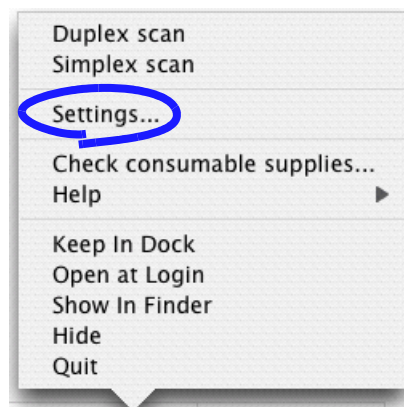 Duplex scan
Simplex scan
Settings...
Check consumable supplies...
Help
Keep In Dock
Open at Login
Show In Finder
Hide
Quit